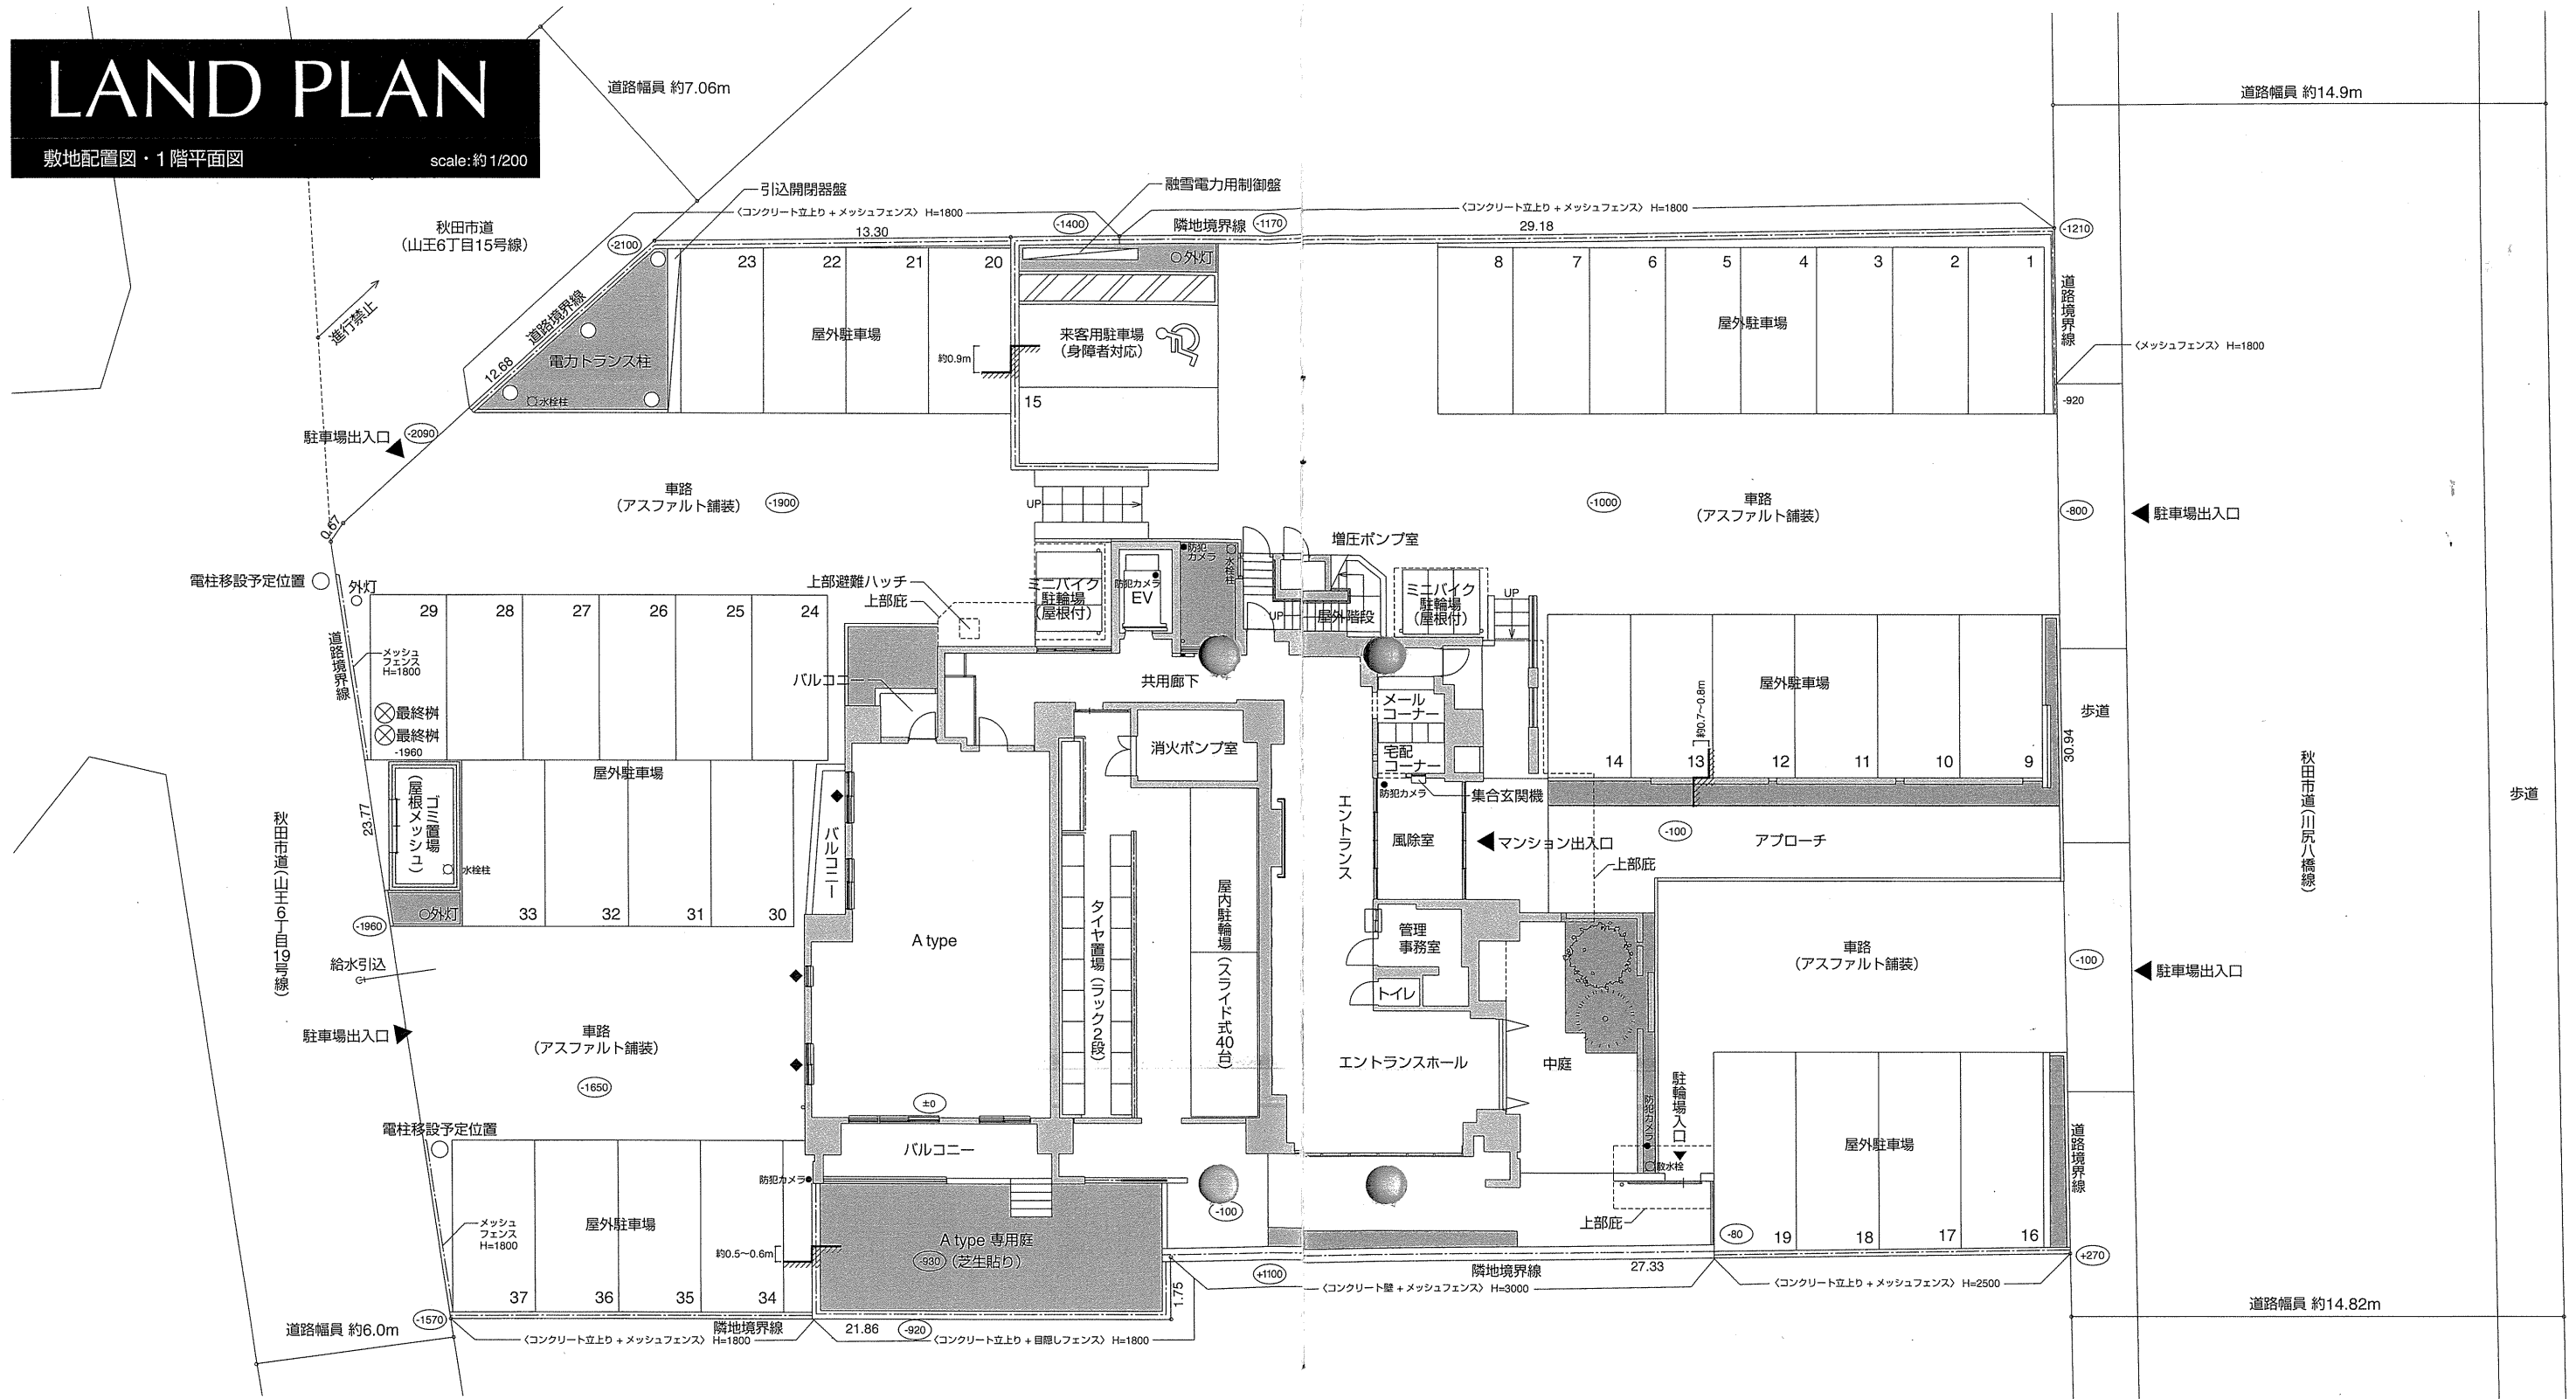 LAND PLAN
敷地配置図・1階平面図
scale:約1/200
道路幅員 約7.06m
道路幅員 約14.9m
引込開閉器盤
融雪電力用制御盤
〈コンクリート立上り + メッシュフェンス〉 H=1800
〈コンクリート立上り + メッシュフェンス〉 H=1800
秋田市道
(山王6丁目15号線)
-2100
13.30
-1400
隣地境界線
-1170
29.18
-1210
進行禁止
道路境界線
12.68
電力トランス柱
水栓柱
23
22
21
20
屋外駐車場
外灯
来客用駐車場
(身障者対応)
約0.9m
15
8
7
6
5
4
3
2
1
屋外駐車場
道路境界線
〈メッシュフェンス〉 H=1800
-920
駐車場出入口
-2090
車路
(アスファルト舗装)
-1900
UP
-1000
車路
(アスファルト舗装)
-800
駐車場出入口
0.67
電柱移設予定位置
外灯
道路境界線
メッシュ
フェンス
H=1800
最終桝
最終桝
-1960
29
28
27
26
25
24
上部避難ハッチ
上部庇
バルコニー
ミニバイク
駐輪場
(屋根付)
防犯カメラ
EV
防犯
カメラ
水栓柱
増圧ポンプ室
UP
屋外階段
ミニバイク
駐輪場
(屋根付)
UP
共用廊下
メール
コーナー
宅配
コーナー
消火ポンプ室
防犯カメラ
集合玄関機
屋外駐車場
約0.7〜0.8m
14
13
12
11
10
9
歩道
30.94
歩道
秋田市道(川尻八橋線)
屋外駐車場
ゴミ置場
(屋根メッシュ)
水栓柱
外灯
23.77
33
32
31
30
秋田市道(山王6丁目19号線)
-1960
給水引込
バルコニー
A type
タイヤ置場(ラック2段)
屋内駐輪場(スライド式40台)
エントランス
風除室
マンション出入口
-100
アプローチ
上部庇
管理
事務室
トイレ
エントランスホール
中庭
車路
(アスファルト舗装)
-100
駐車場出入口
駐車場出入口
車路
(アスファルト舗装)
-1650
電柱移設予定位置
±0
バルコニー
防犯カメラ
駐輪場入口
防犯カメラ
散水栓
屋外駐車場
道路境界線
メッシュ
フェンス
H=1800
屋外駐車場
約0.5〜0.6m
A type 専用庭
-930
(芝生貼り)
-100
上部庇
-80
19
18
17
16
+270
37
36
35
34
-1570
道路幅員 約6.0m
隣地境界線
〈コンクリート立上り + メッシュフェンス〉 H=1800
21.86
-920
〈コンクリート立上り + 目隠しフェンス〉 H=1800
1.75
+1100
隣地境界線
27.33
〈コンクリート壁 + メッシュフェンス〉 H=3000
〈コンクリート立上り + メッシュフェンス〉 H=2500
道路幅員 約14.82m